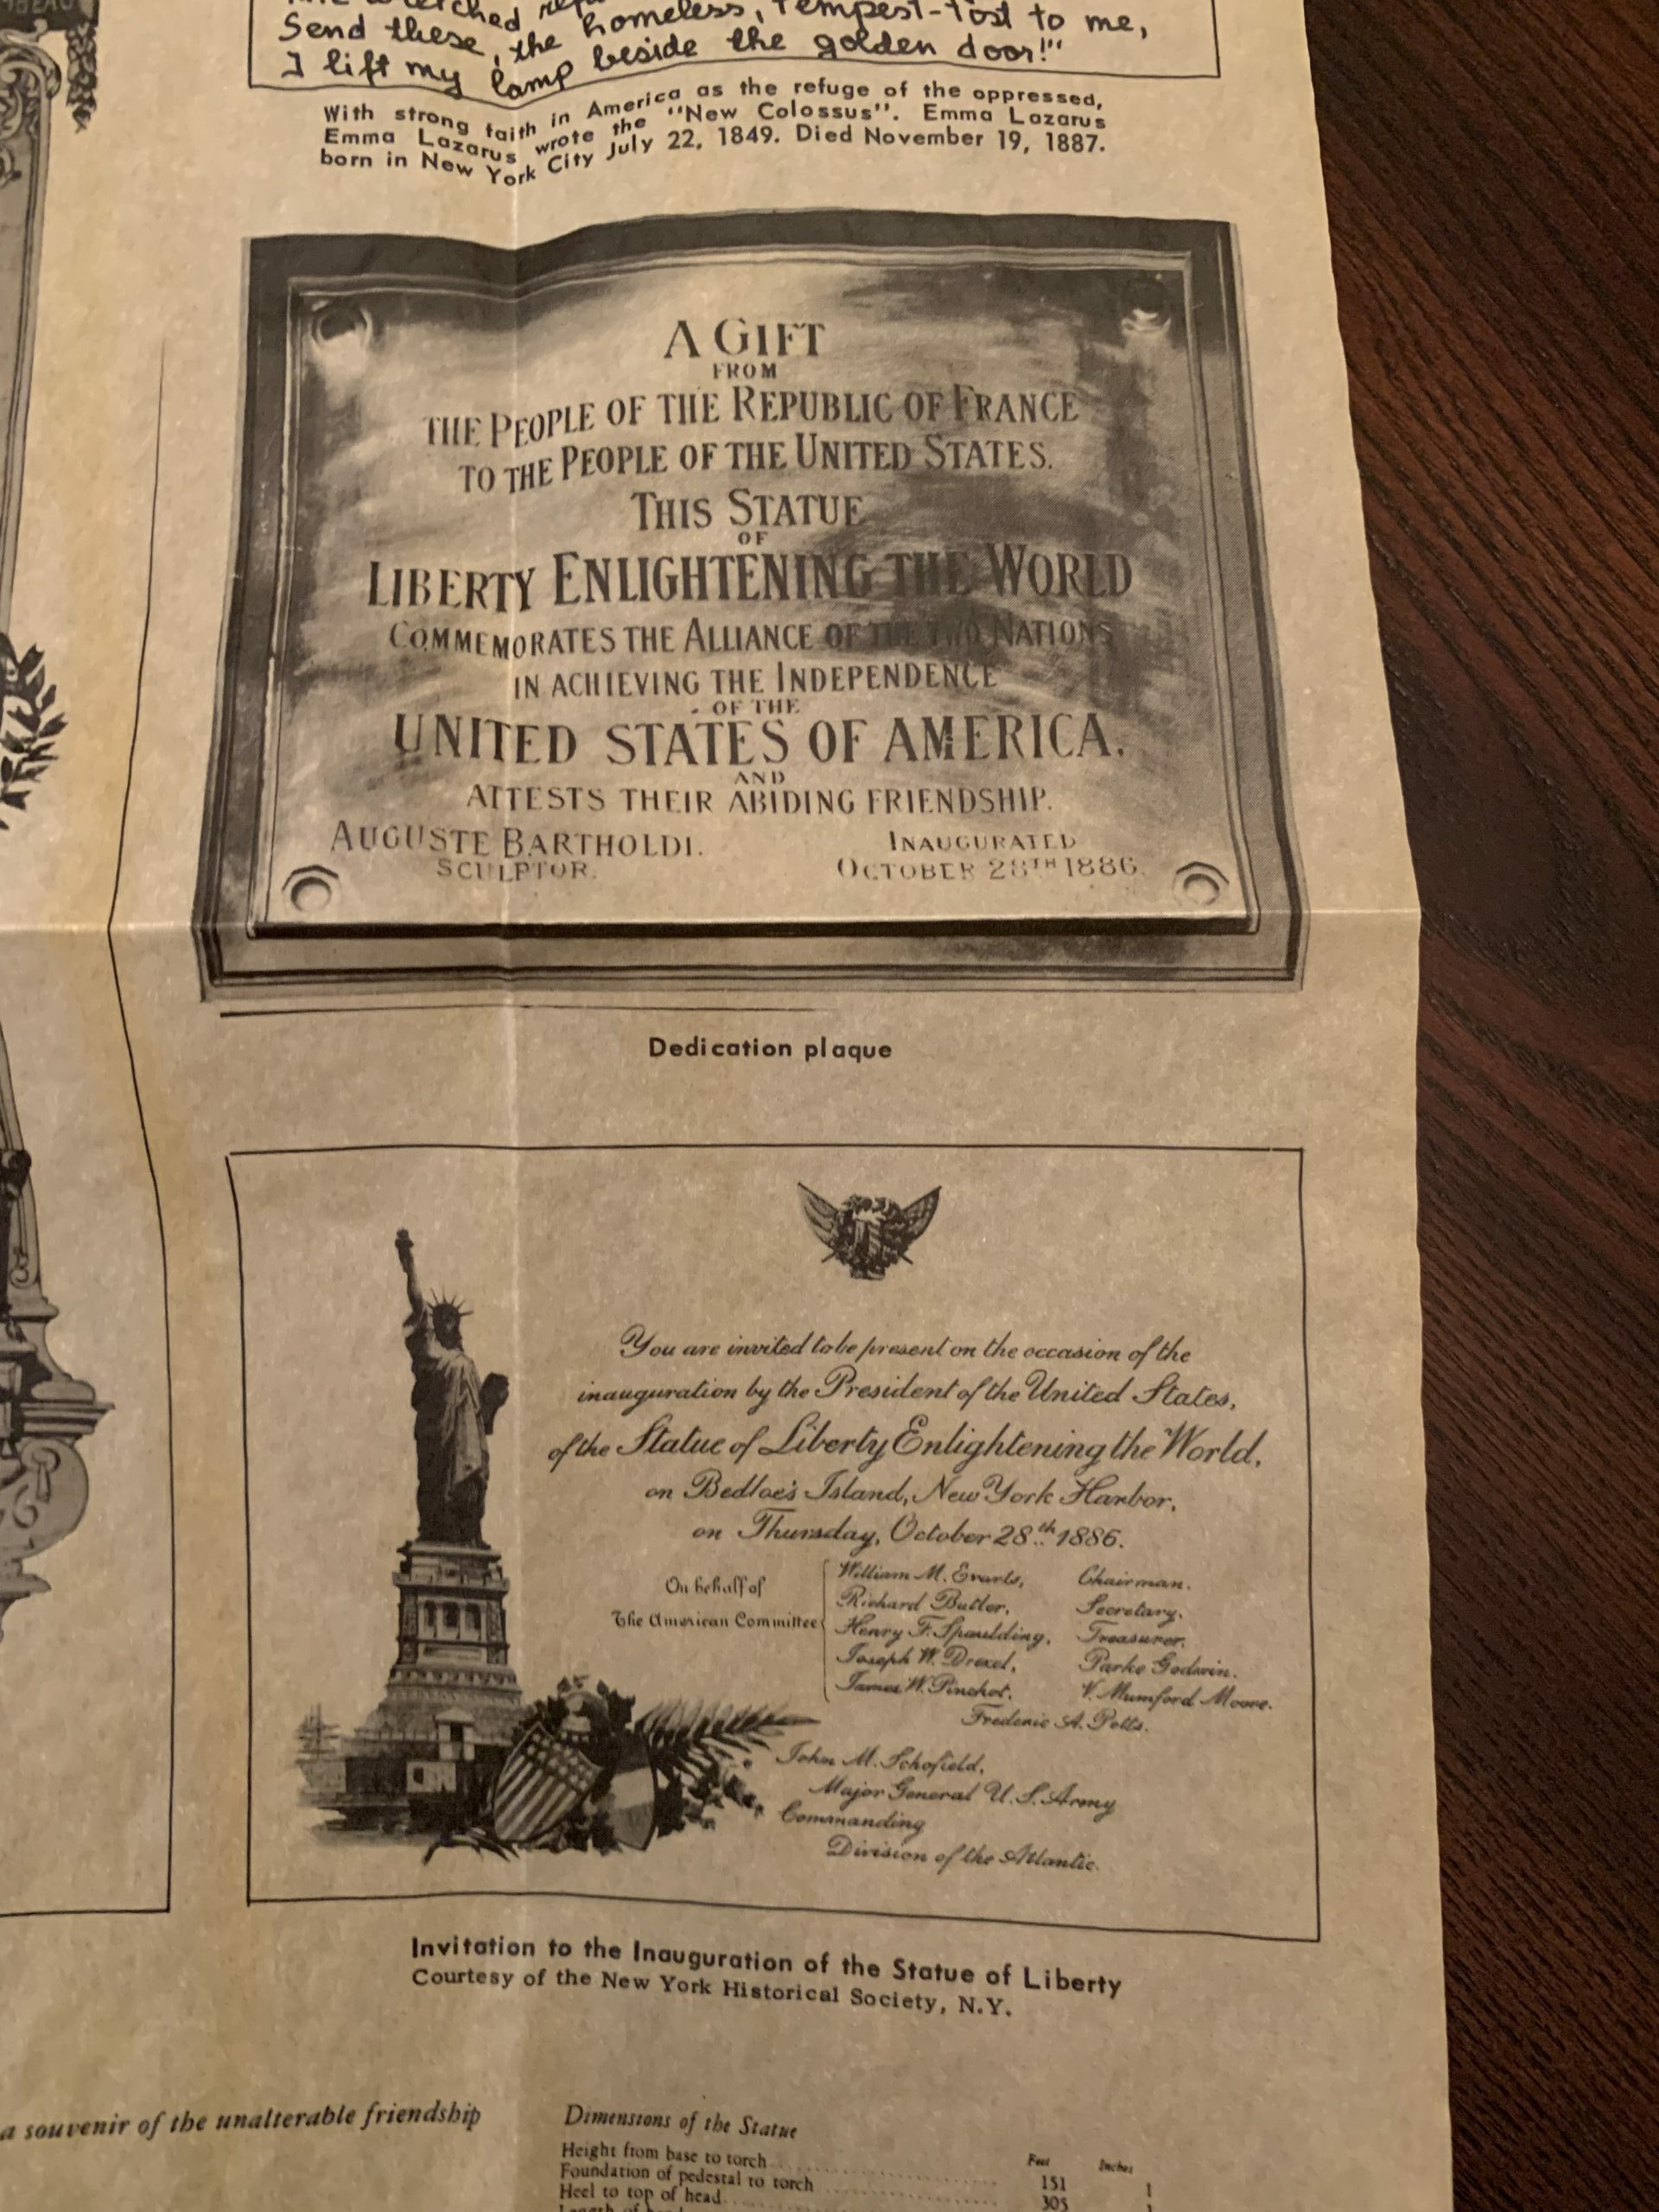 Send these, the homeless, Tempest-Tost to me,
I lift my lamp beside the golden door!"
With strong faith in America as the refuge of the oppressed,
Emma Lazarus wrote the "New Colossus". Emma Lazarus
born in New York City July 22, 1849. Died November 19, 1887.
A GIFT
FROM
THE PEOPLE OF THE REPUBLIC OF FRANCE
TO THE PEOPLE OF THE UNITED STATES.
THIS STATUE
OF
LIBERTY ENLIGHTENING THE WORLD
COMMEMORATES THE ALLIANCE OF THE TWO NATIONS
IN ACHIEVING THE INDEPENDENCE
OF THE
UNITED STATES OF AMERICA,
AND
ATTESTS THEIR ABIDING FRIENDSHIP.
AUGUSTE BARTHOLDI. INAUGURATED
SCULPTOR. OCTOBER 28TH 1886.
Dedication plaque
You are invited to be present on the occasion of the
inauguration by the President of the United States,
of the Statue of Liberty Enlightening the World,
on Bedloe's Island, New York Harbor,
on Thursday, October 28th 1886.
On behalf of
The American Committee
William M. Evarts, Chairman.
Richard Butler, Secretary.
Henry F. Spaulding, Treasurer.
Joseph W. Drexel, Parke Godwin.
James W. Pinchot, V. Mumford Moore.
Frederic A. Potts.
John M. Schofield,
Major General U.S. Army
Commanding
Division of the Atlantic.
Invitation to the Inauguration of the Statue of Liberty
Courtesy of the New York Historical Society, N.Y.
a souvenir of the unalterable friendship
Dimensions of the Statue
Feet Inches
Height from base to torch 151 1
Foundation of pedestal to torch 305 1
Heel to top of head